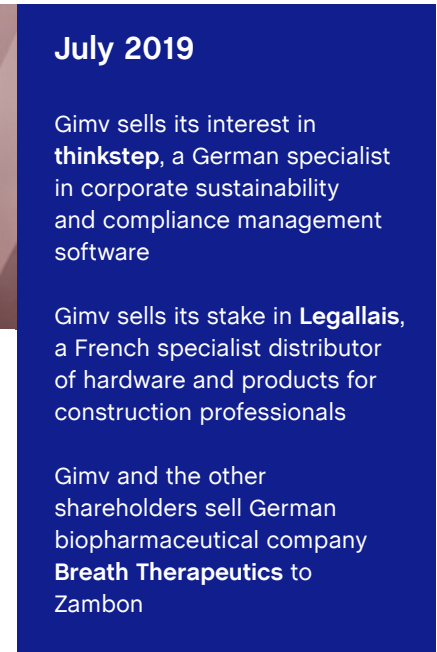 July 2019
Gimv sells its interest in
thinkstep, a German specialist
in corporate sustainability
and compliance management
software
Gimv sells its stake in Legallais,
a French specialist distributor
of hardware and products for
construction professionals
Gimv and the other
shareholders sell German
biopharmaceutical company
Breath Therapeutics to
Zambon